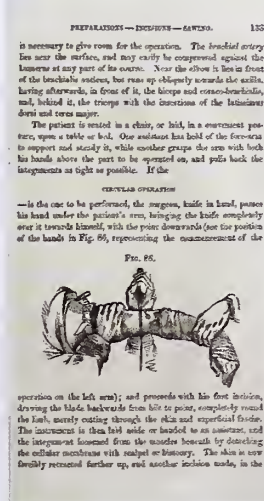 PREPARATIONS—INCISIONS—SAWING. 133
is necessary to give room for the operation. The brachial artery
lies near the surface, and may easily be compressed against the
humerus at any part of its course. Near the elbow it lies in front
of the brachialis anticus, but runs up obliquely towards the axilla,
having afterwards, in front of it, the biceps and coraco-brachialis,
and, behind it, the triceps with the insertions of the latissimus
dorsi and teres major.
The patient is seated in a chair, or laid, in a convenient pos-
ture, upon a table or bed. One assistant has hold of the fore-arm
to support and steady it, while another grasps the arm with both
his hands above the part to be operated on, and pulls back the
integuments as tight as possible. If the
CIRCULAR OPERATION
—is the one to be performed, the surgeon, knife in hand, passes
his hand under the patient's arm, bringing the knife completely
over it towards himself, with the point downwards (see the position
of the hands in Fig. 86, representing the commencement of the
FIG. 86.
operation on the left arm); and proceeds with his first incision,
drawing the blade backwards from hilt to point, completely round
the limb, merely cutting through the skin and superficial fascia.
The instrument is then laid aside or handed to an assistant, and
the integument loosened from the muscles beneath by detaching
the cellular membrane with scalpel or bistoury. The skin is now
forcibly retracted further up, and another incision made, in the